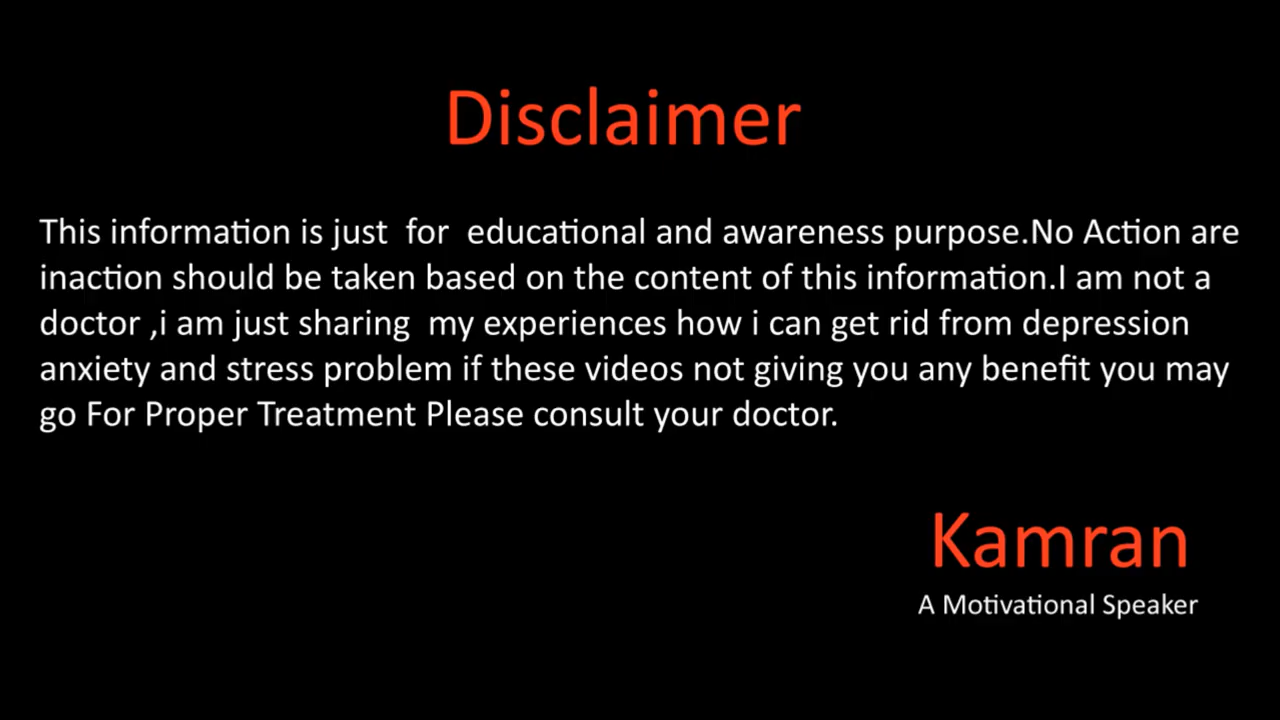 Disclaimer
This information is just  for  educational and awareness purpose.No Action are
inaction should be taken based on the content of this information.I am not a
doctor ,i am just sharing  my experiences how i can get rid from depression
anxiety and stress problem if these videos not giving you any benefit you may
go For Proper Treatment Please consult your doctor.
Kamran
A Motivational Speaker